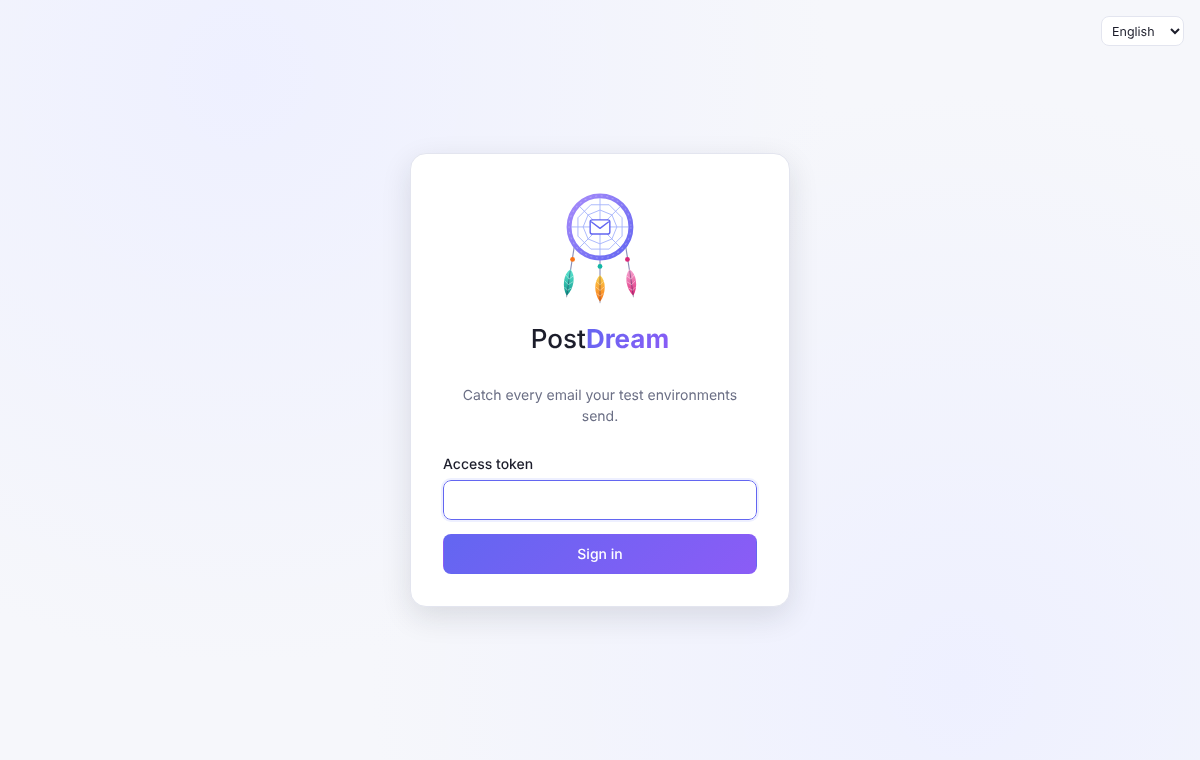 English
PostDream
Catch every email your test environments
send.
Access token
Sign in